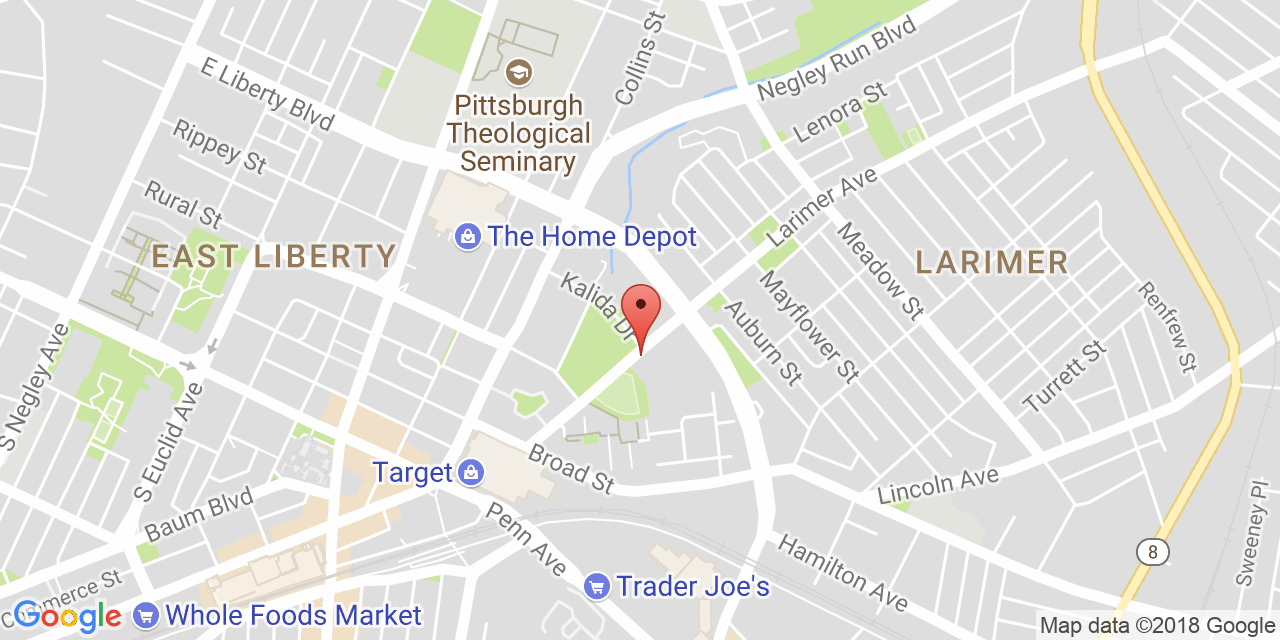 Collins St
Negley Run Blvd
E Liberty Blvd
Pittsburgh
Theological
Seminary
Lenora St
Rippey St
Larimer Ave
Rural St
The Home Depot
EAST LIBERTY
LARIMER
Meadow St
Kalida Dr
Mayflower St
Auburn St
Renfrew St
S Negley Ave
Turrett St
S Euclid Ave
Target
Broad St
Lincoln Ave
Baum Blvd
Penn Ave
Sweeney Pl
8
Hamilton Ave
Trader Joe's
Commerce St
Google
Whole Foods Market
Map data ©2018 Google